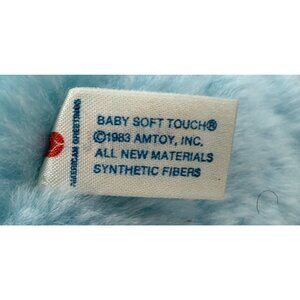 BABY SOFT TOUCH®
©1983 AMTOY, INC.
ALL NEW MATERIALS
SYNTHETIC FIBERS
AMERICAN GREETINGS